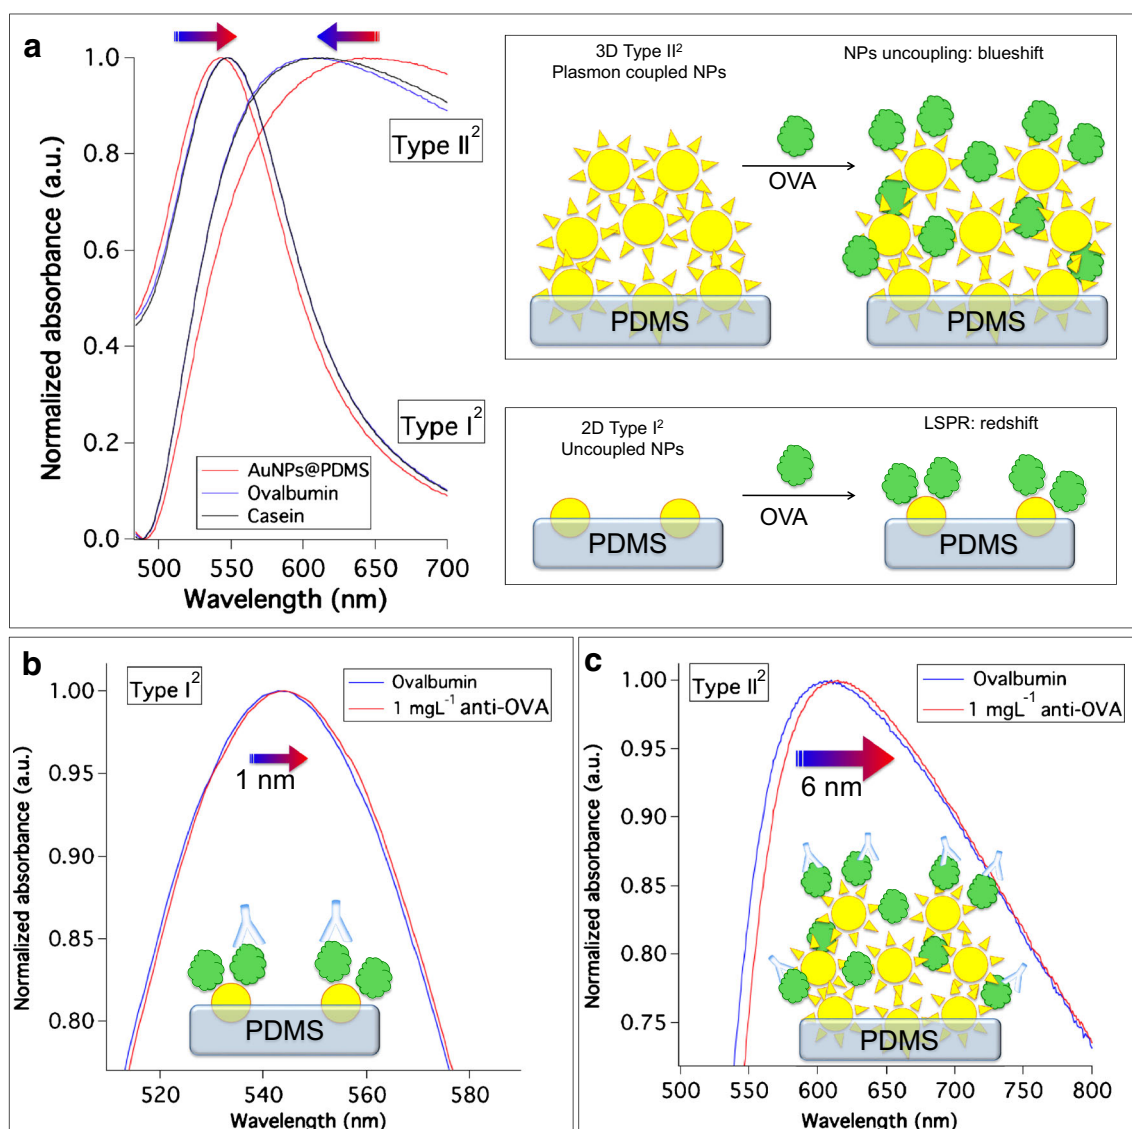 a
1.0
0.8
0.6
0.4
0.2
0.0
Normalized absorbance (a.u.)
Type II²
Type I²
AuNPs@PDMS
Ovalbumin
Casein
500 550 600 650 700
Wavelength (nm)
3D Type II²
Plasmon coupled NPs
NPs uncoupling: blueshift
OVA
PDMS
PDMS
2D Type I²
Uncoupled NPs
LSPR: redshift
OVA
PDMS
PDMS
b
Type I²
Ovalbumin
1 mgL⁻¹ anti-OVA
1.00
0.95
0.90
0.85
0.80
Normalized absorbance (a.u.)
1 nm
PDMS
520 540 560 580
Wavelength (nm)
c
Type II²
Ovalbumin
1 mgL⁻¹ anti-OVA
1.00
0.95
0.90
0.85
0.80
0.75
Normalized absorbance (a.u.)
6 nm
PDMS
500 550 600 650 700 750 800
Wavelength (nm)